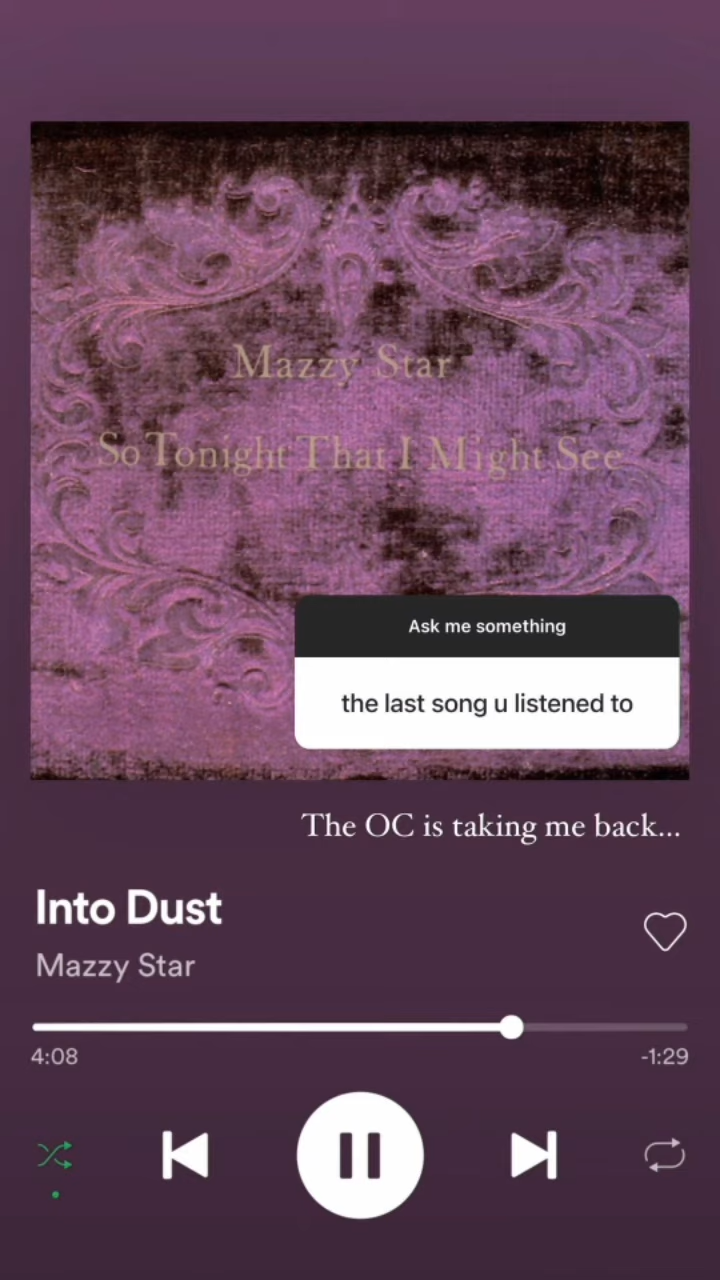 Mazzy Star
So Tonight That I Might See
Ask me something
the last song u listened to
The OC is taking me back...
Into Dust
Mazzy Star
4:08
-1:29